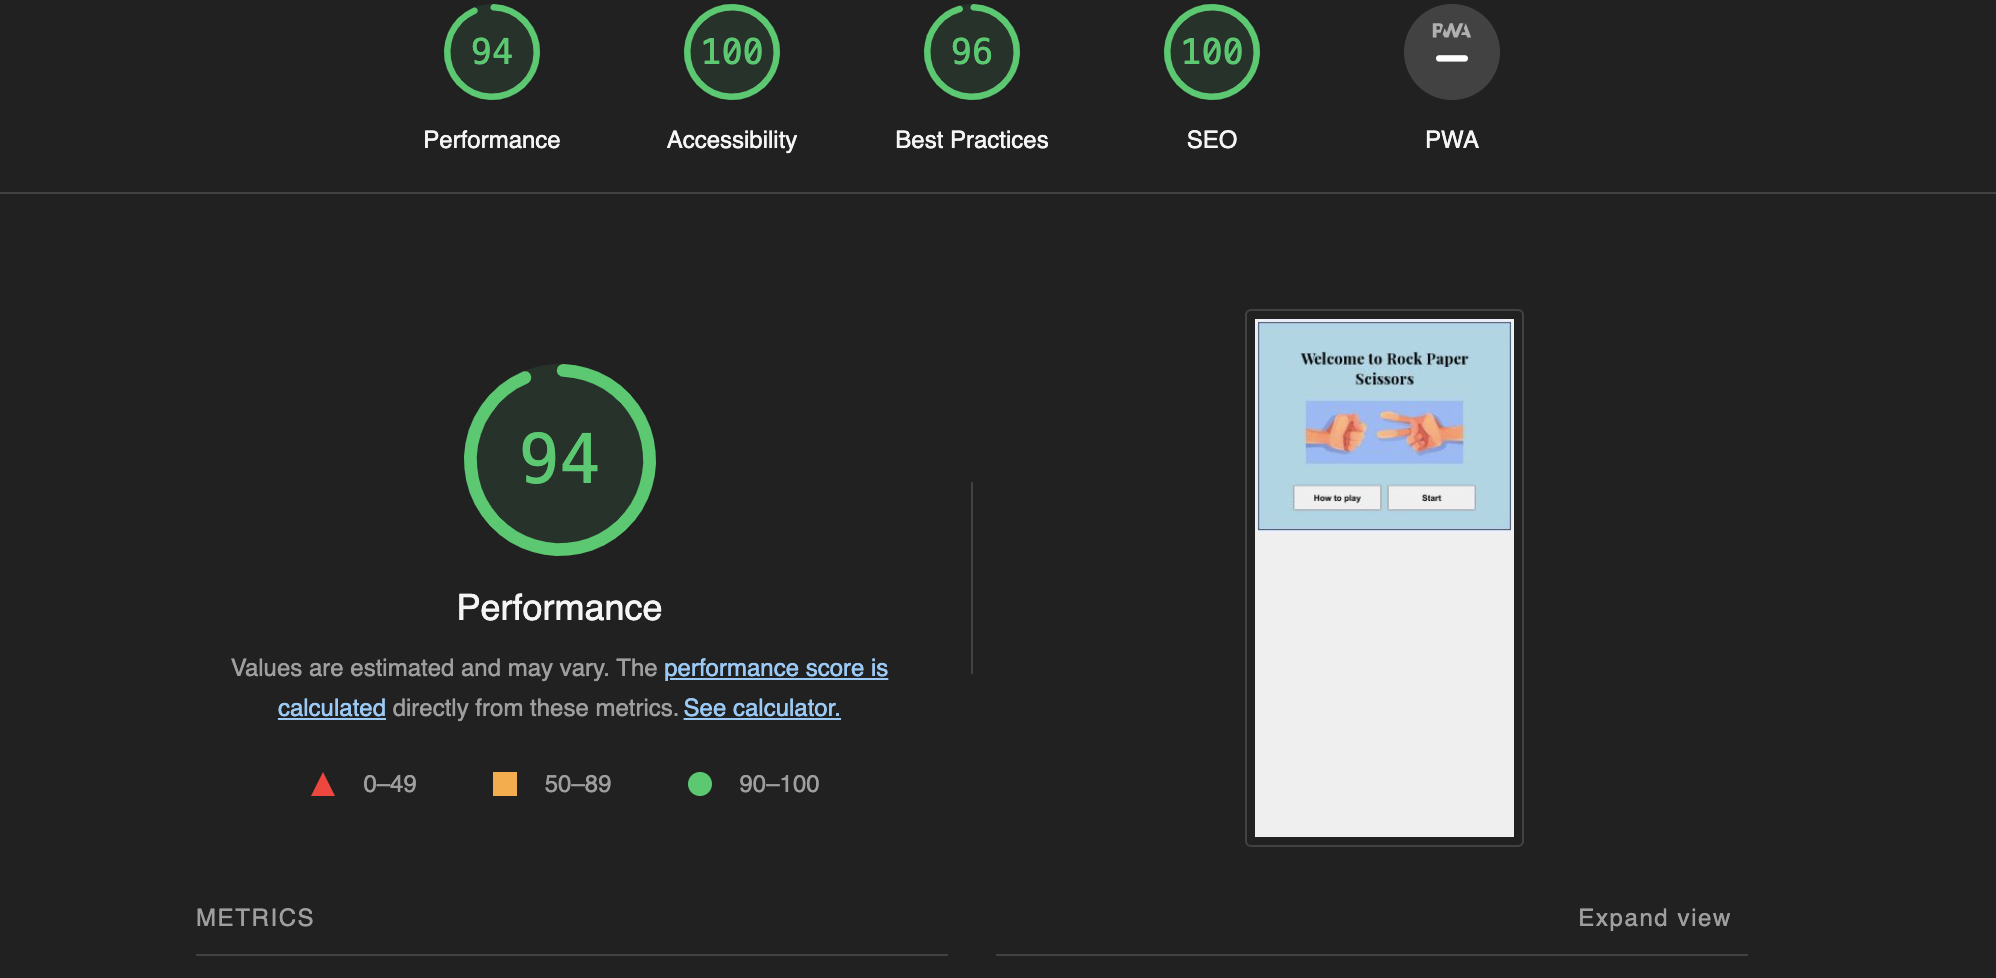 94 100 96 100 PWA
Performance Accessibility Best Practices SEO PWA
94
Performance
Values are estimated and may vary. The performance score is
calculated directly from these metrics. See calculator.
0–49 50–89 90–100
Welcome to Rock Paper
Scissors
How to play Start
METRICS Expand view